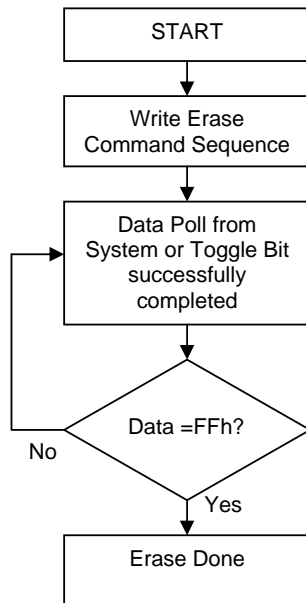 START
Write Erase
Command Sequence
Data Poll from
System or Toggle Bit
successfully
completed
Data =FFh?
No
Yes
Erase Done